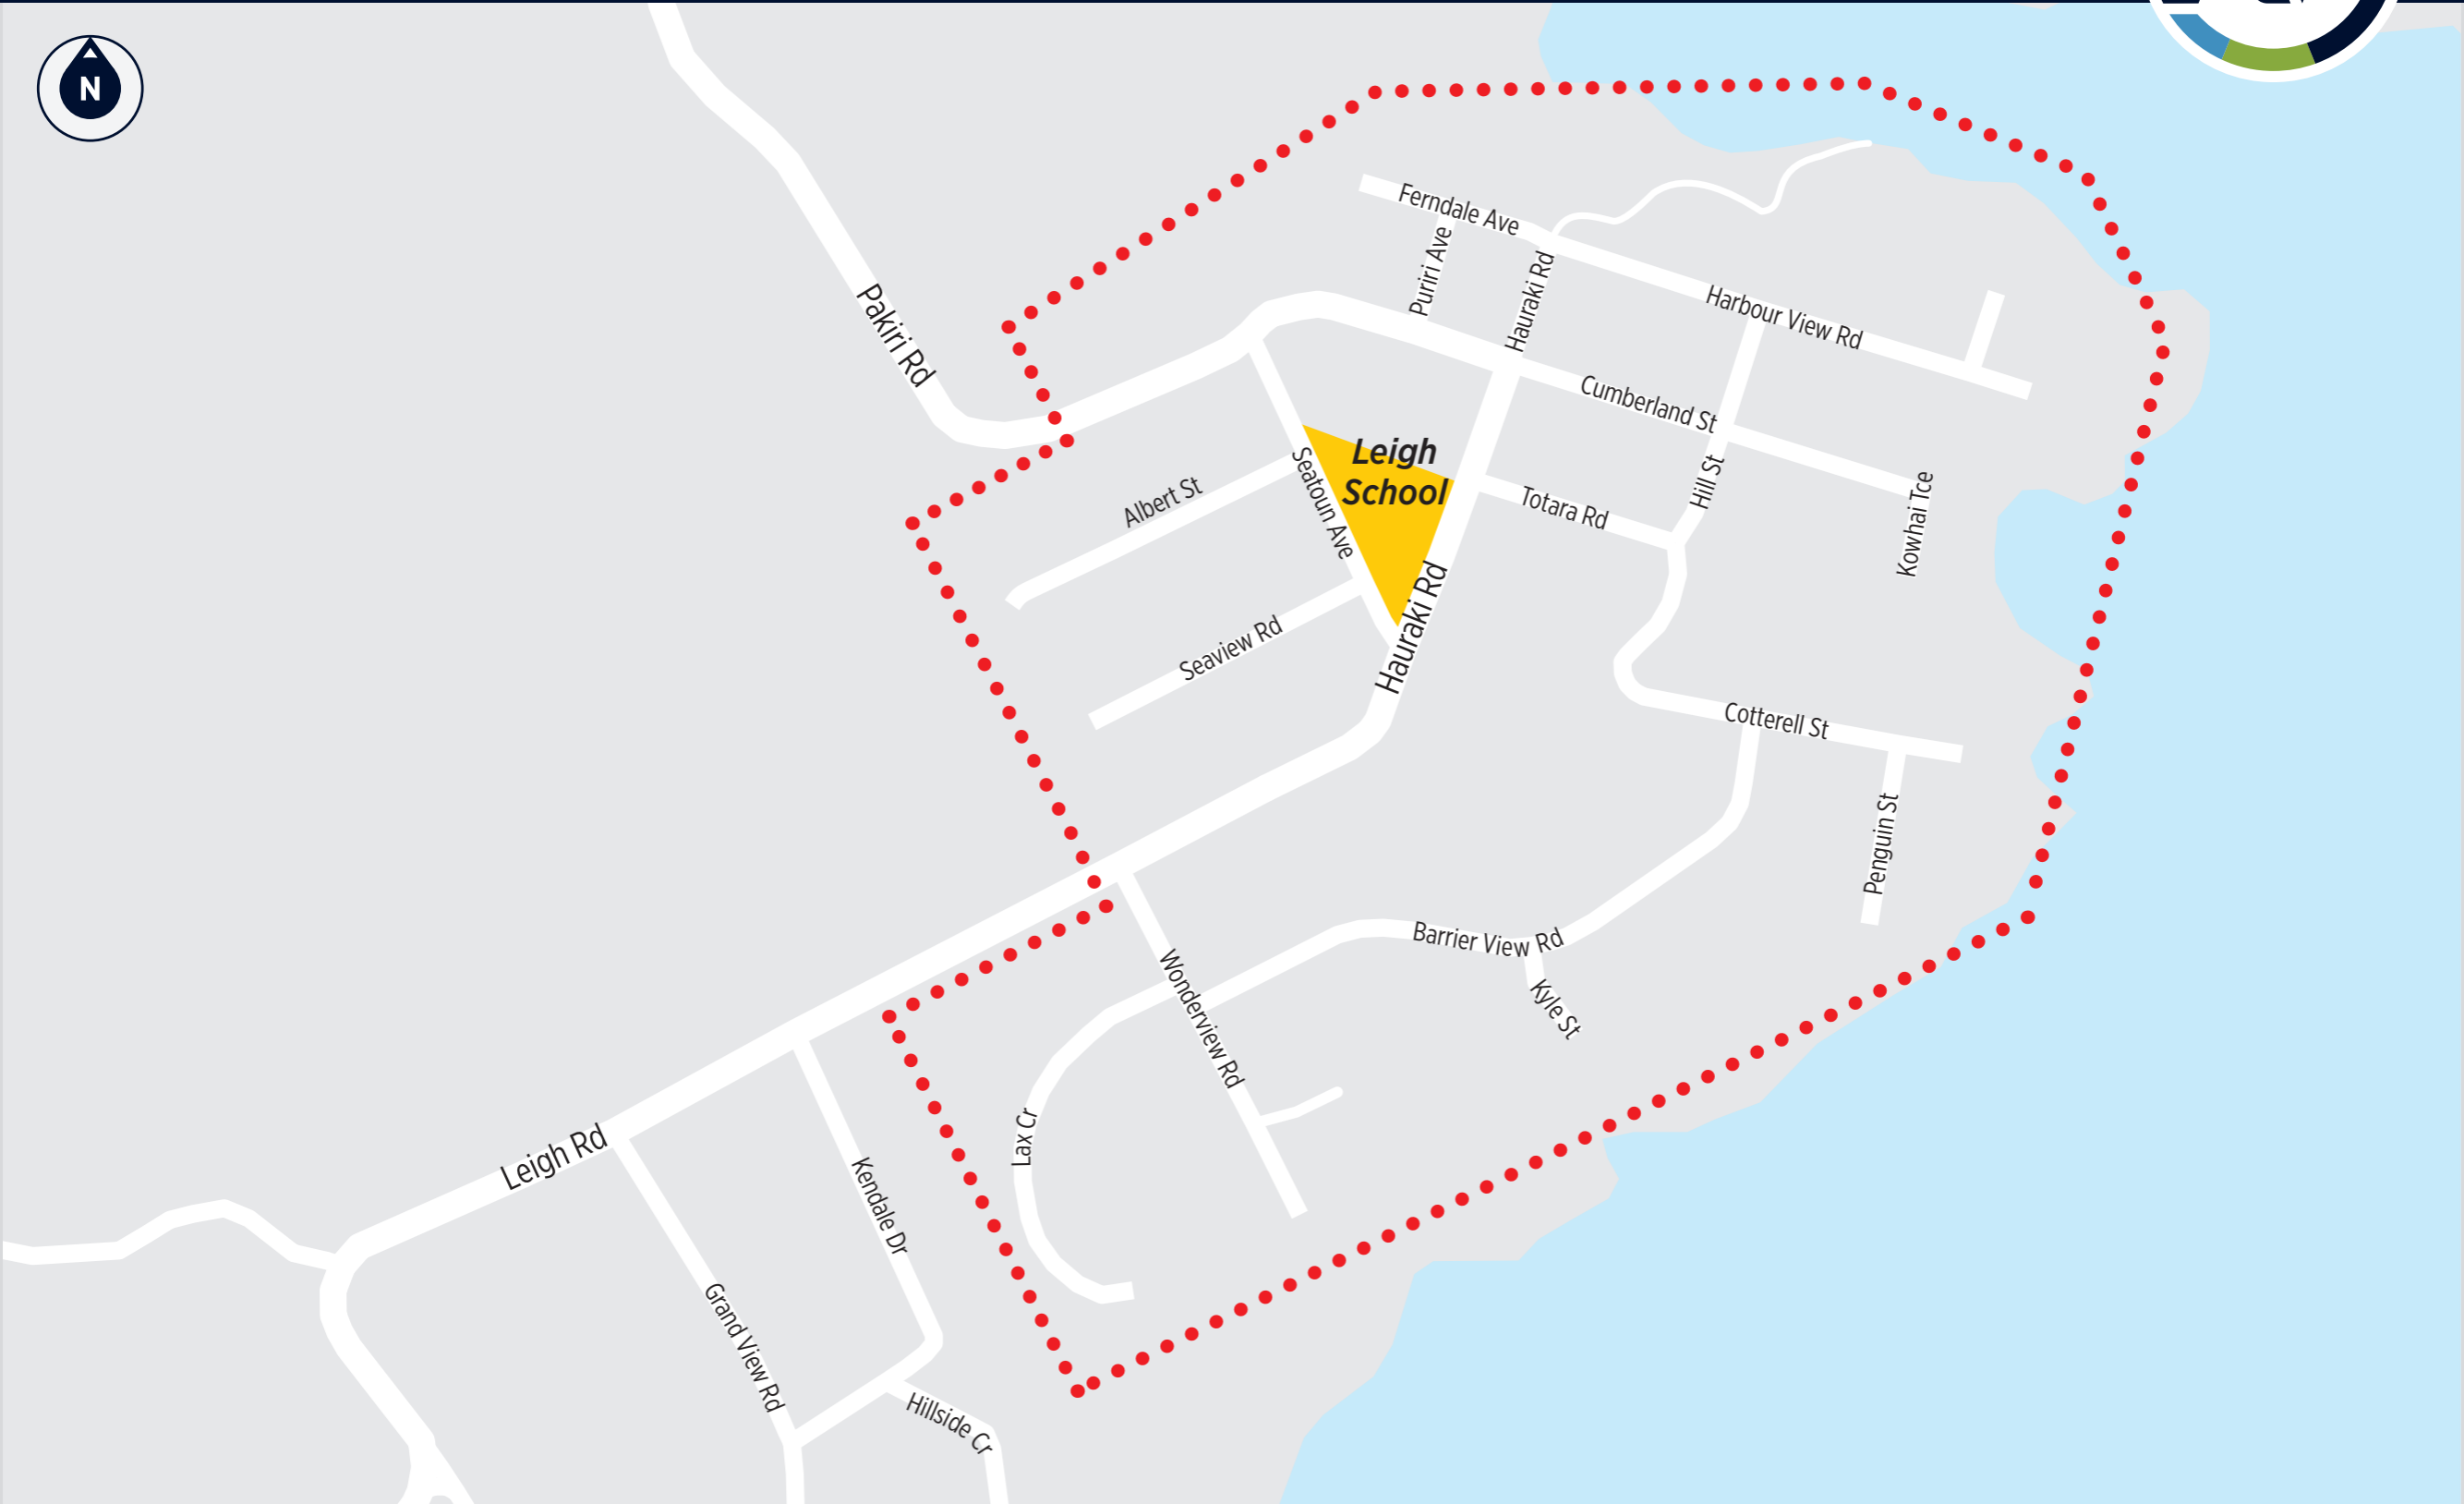 N
Pakiri Rd
Ferndale Ave
Puriri Ave
Hauraki Rd
Harbour View Rd
Cumberland St
Leigh
School
Seatoun Ave
Albert St
Totara Rd
Hill St
Kowhai Tce
Seaview Rd
Hauraki Rd
Cotterell St
Penguin St
Barrier View Rd
Kyle St
Wonderview Rd
Lax Cr
Leigh Rd
Kendale Dr
Grand View Rd
Hillside Cr